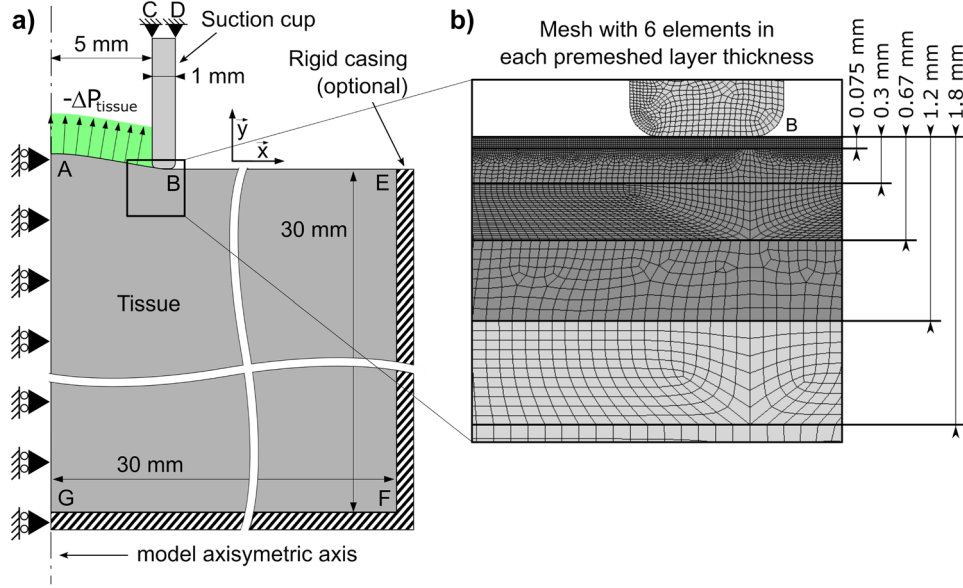 a)
C D
Suction cup
5 mm
1 mm
Rigid casing
(optional)
-ΔPtissue
y
x
A
B
E
30 mm
Tissue
30 mm
G
F
model axisymetric axis
b)
Mesh with 6 elements in
each premeshed layer thickness
B
0.075 mm
0.3 mm
0.67 mm
1.2 mm
1.8 mm